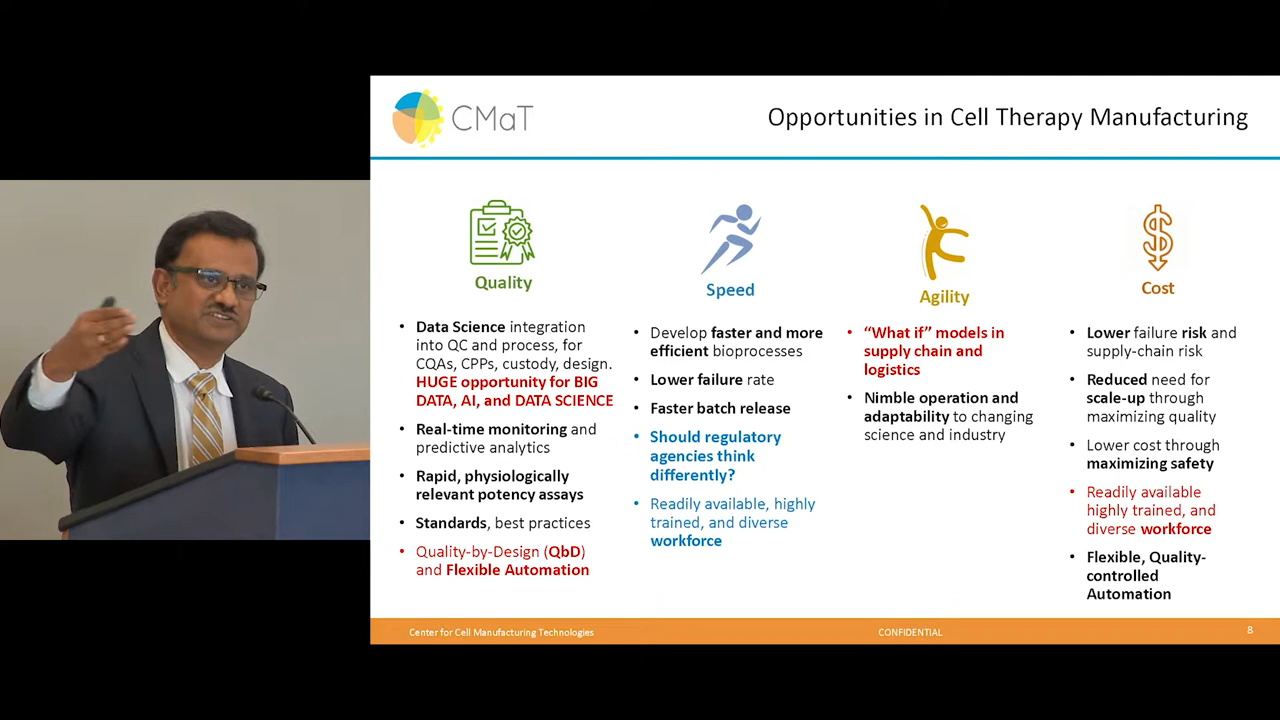 CMaT
Opportunities in Cell Therapy Manufacturing
Quality
• Data Science integration
into QC and process, for
CQAs, CPPs, custody, design.
HUGE opportunity for BIG
DATA, AI, and DATA SCIENCE
• Real-time monitoring and
predictive analytics
• Rapid, physiologically
relevant potency assays
• Standards, best practices
• Quality-by-Design (QbD)
and Flexible Automation
Speed
• Develop faster and more
efficient bioprocesses
• Lower failure rate
• Faster batch release
• Should regulatory
agencies think
differently?
• Readily available, highly
trained, and diverse
workforce
Agility
• “What if” models in
supply chain and
logistics
• Nimble operation and
adaptability to changing
science and industry
Cost
• Lower failure risk and
supply-chain risk
• Reduced need for
scale-up through
maximizing quality
• Lower cost through
maximizing safety
• Readily available
highly trained, and
diverse workforce
• Flexible, Quality-
controlled
Automation
Center for Cell Manufacturing Technologies
CONFIDENTIAL
8